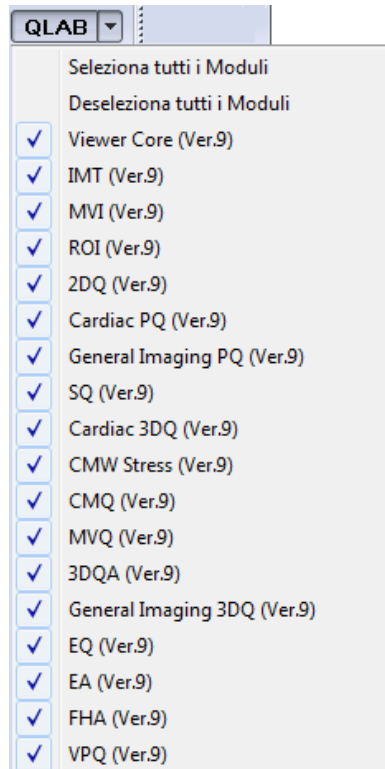 QLAB
Seleziona tutti i Moduli
Deseleziona tutti i Moduli
Viewer Core (Ver.9)
IMT (Ver.9)
MVI (Ver.9)
ROI (Ver.9)
2DQ (Ver.9)
Cardiac PQ (Ver.9)
General Imaging PQ (Ver.9)
SQ (Ver.9)
Cardiac 3DQ (Ver.9)
CMW Stress (Ver.9)
CMQ (Ver.9)
MVQ (Ver.9)
3DQA (Ver.9)
General Imaging 3DQ (Ver.9)
EQ (Ver.9)
EA (Ver.9)
FHA (Ver.9)
VPQ (Ver.9)